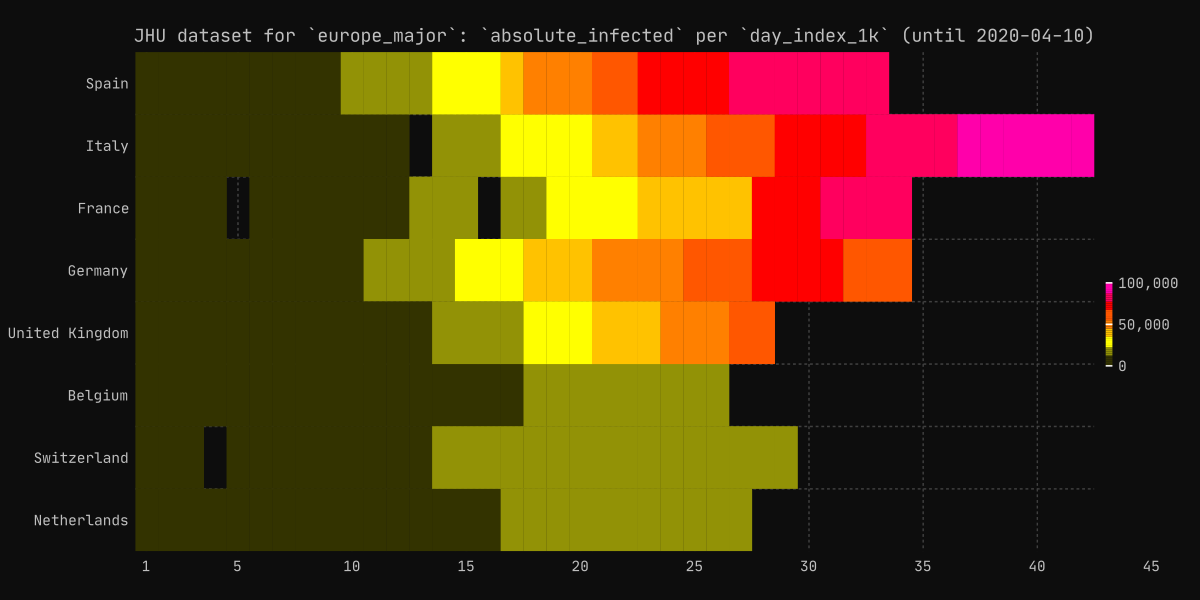 JHU dataset for `europe_major`: `absolute_infected` per `day_index_1k` (until 2020-04-10)
Spain
Italy
France
Germany
United Kingdom
Belgium
Switzerland
Netherlands
100,000
50,000
0
1 5 10 15 20 25 30 35 40 45